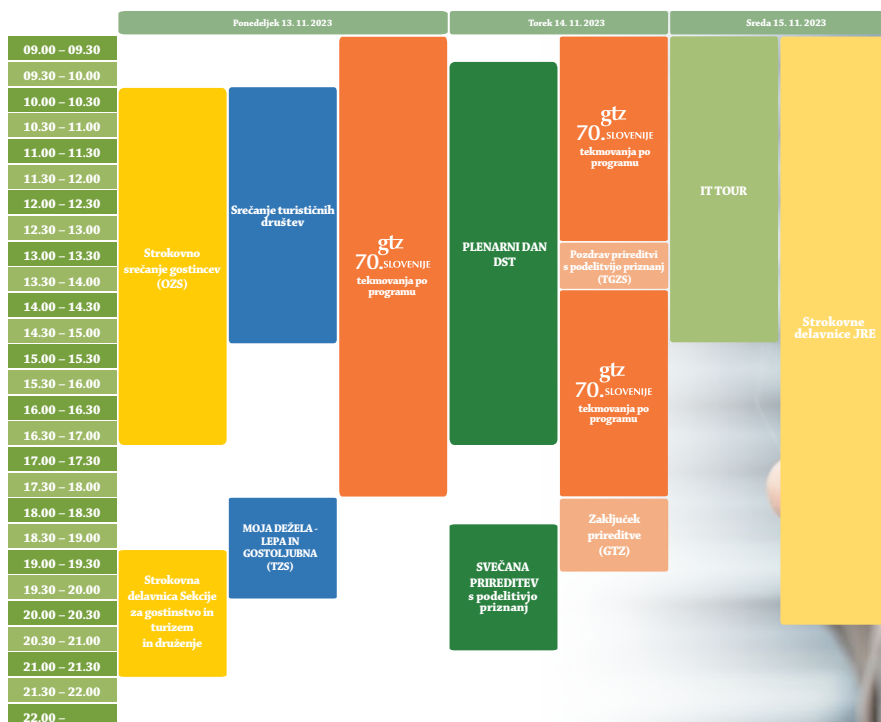 Ponedeljek 13. 11. 2023
Torek 14. 11. 2023
Sreda 15. 11. 2023
09.00 – 09.30
09.30 – 10.00
10.00 – 10.30
10.30 – 11.00
11.00 – 11.30
11.30 – 12.00
12.00 – 12.30
12.30 – 13.00
13.00 – 13.30
13.30 – 14.00
14.00 – 14.30
14.30 – 15.00
15.00 – 15.30
15.30 – 16.00
16.00 – 16.30
16.30 – 17.00
17.00 – 17.30
17.30 – 18.00
18.00 – 18.30
18.30 – 19.00
19.00 – 19.30
19.30 – 20.00
20.00 – 20.30
20.30 – 21.00
21.00 – 21.30
21.30 – 22.00
22.00 –
Strokovno
srečanje gostincev
(OZS)
Strokovna
delavnica Sekcije
za gostinstvo in
turizem
in druženje
Srečanje turističnih
društev
MOJA DEŽELA -
LEPA IN
GOSTOLJUBNA
(TZS)
gtz
70.SLOVENIJE
tekmovanja po
programu
PLENARNI DAN
DST
SVEČANA
PRIREDITEV
s podelitivjo
priznanj
gtz
70.SLOVENIJE
tekmovanja po
programu
Pozdrav prireditvi
s podelitvijo priznanj
(TGZS)
gtz
70.SLOVENIJE
tekmovanja po
programu
Zaključek
prireditve
(GTZ)
IT TOUR
Strokovne
delavnice JRE